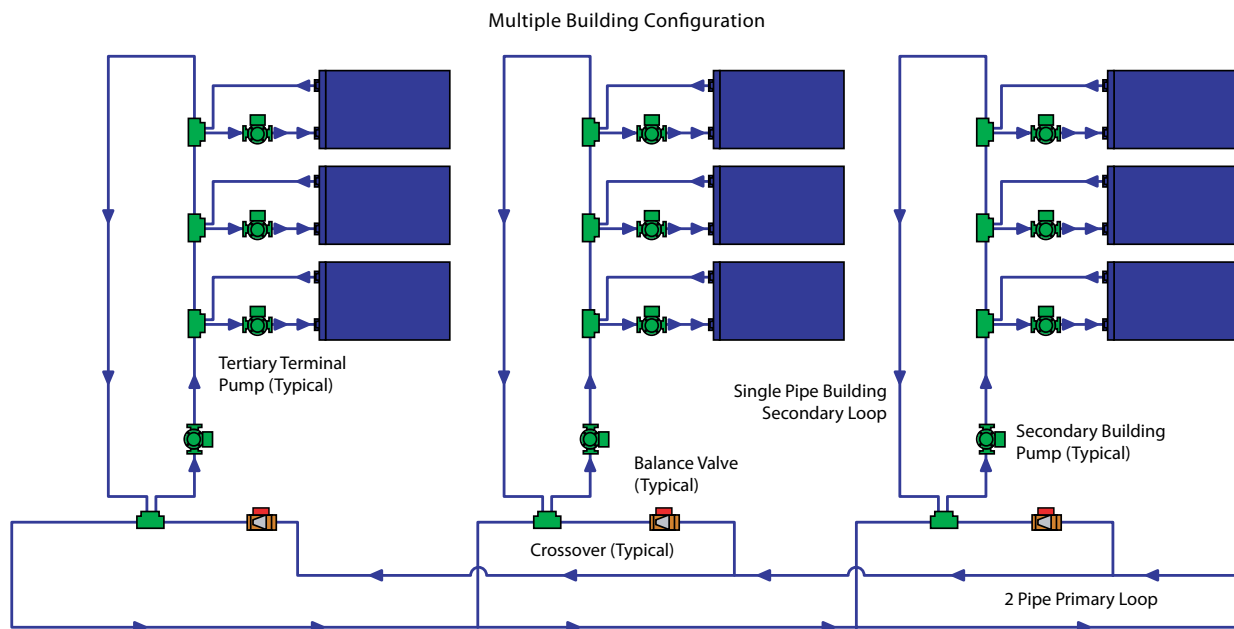 Multiple Building Configuration
Tertiary Terminal
Pump (Typical)
Single Pipe Building
Secondary Loop
Secondary Building
Pump (Typical)
Balance Valve
(Typical)
Crossover (Typical)
2 Pipe Primary Loop